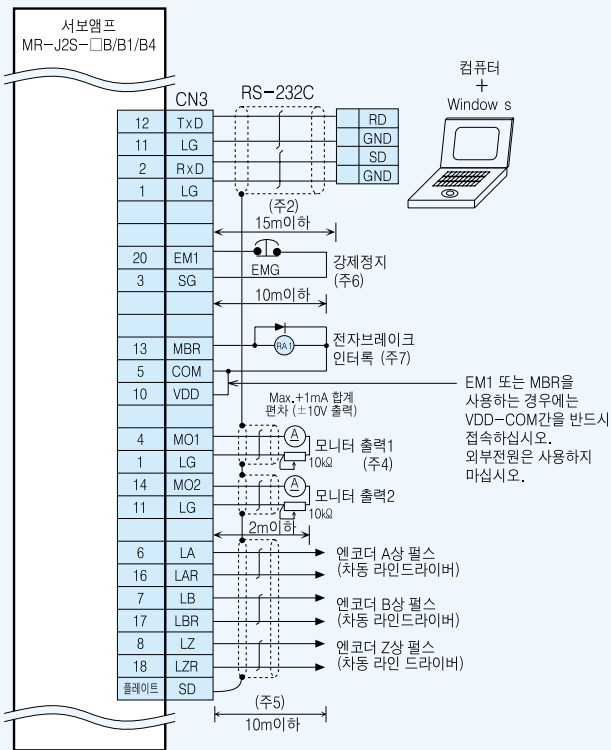 서보앰프
MR-J2S-□B/B1/B4
CN3
RS-232C
컴퓨터
+
Window s
12 TxD
11 LG
2 RxD
1 LG
RD
GND
SD
GND
(주2)
15m이하
20 EM1
3 SG
EMG
강제정지
(주6)
10m이하
13 MBR
5 COM
10 VDD
RA1
전자브레이크
인터록 (주7)
EM1 또는 MBR을
사용하는 경우에는
VDD-COM간을 반드시
접속하십시오.
외부전원은 사용하지
마십시오.
Max.+1mA 합계
편차 (±10V 출력)
4 MO1
1 LG
14 MO2
11 LG
A
10kΩ
모니터 출력1
(주4)
A
10kΩ
모니터 출력2
2m이하
6 LA
16 LAR
7 LB
17 LBR
8 LZ
18 LZR
플레이트 SD
엔코더 A상 펄스
(차동 라인드라이버)
엔코더 B상 펄스
(차동 라인드라이버)
엔코더 Z상 펄스
(차동 라인 드라이버)
(주5)
10m이하